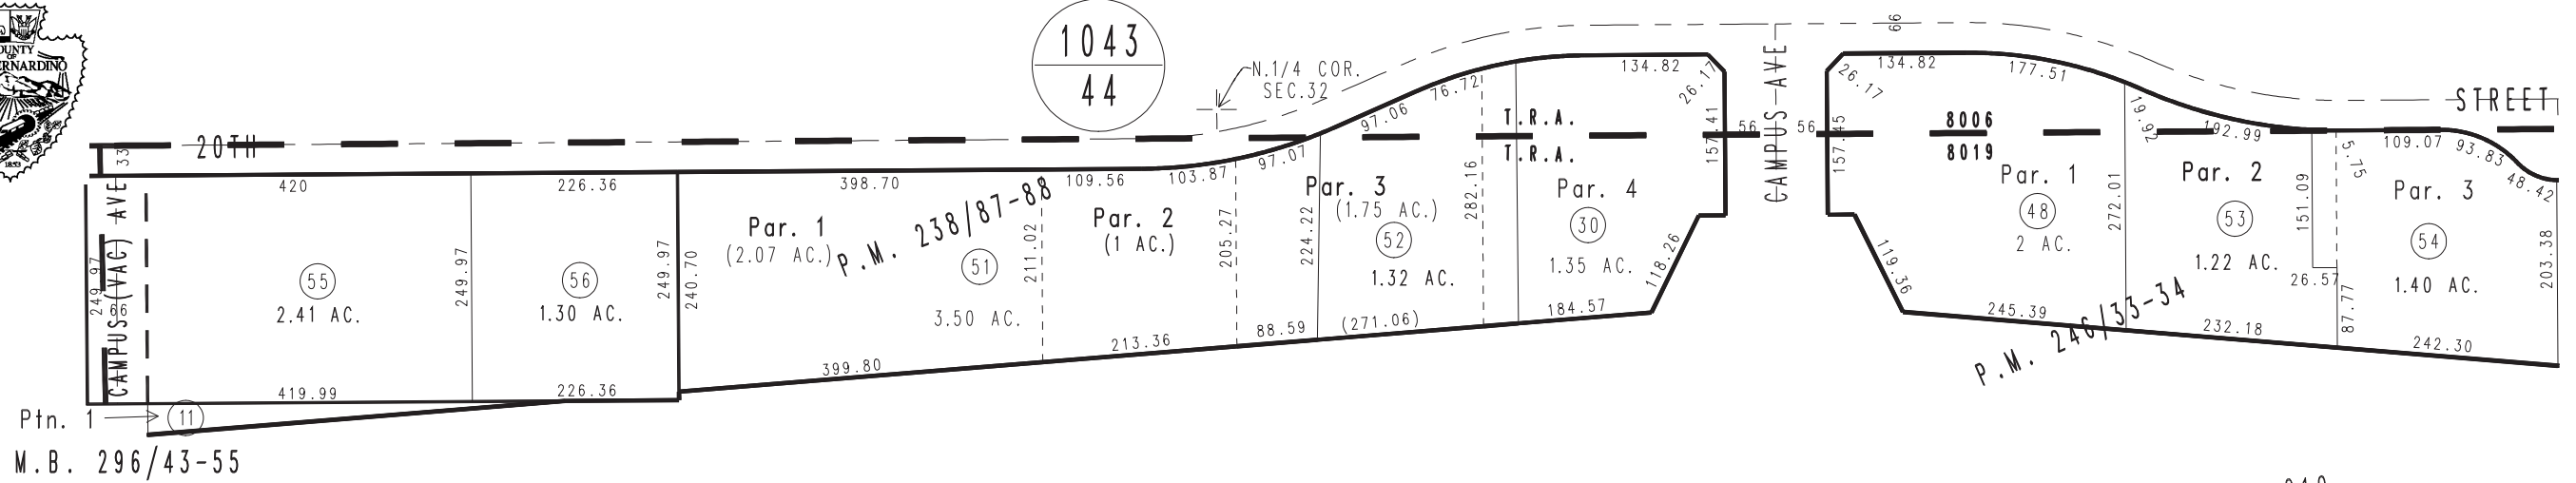 OUNTY
OF
ERNARDINO
1853
1043
44
N.1/4 COR.
SEC.32
20TH
STREET
66
33
CAMPUS (VAC) AVE
66
249.97
420
419.99
55
2.41 AC.
249.97
226.36
56
1.30 AC.
226.36
249.97
240.70
398.70
Par. 1
(2.07 AC.)
P.M. 238/87-88
51
3.50 AC.
399.80
211.02
109.56
103.87
Par. 2
(1 AC.)
213.36
205.27
97.07
97.06
76.72
224.22
88.59
Par. 3
(1.75 AC.)
52
1.32 AC.
(271.06)
282.16
T.R.A.
T.R.A.
134.82
26.17
157.41
Par. 4
30
1.35 AC.
118.26
184.57
56
CAMPUS AVE
56
26.17
157.45
134.82
177.51
8006
8019
Par. 1
48
2 AC.
119.36
245.39
272.01
19.92
192.99
Par. 2
53
1.22 AC.
P.M. 246/33-34
232.18
151.09
26.57
87.77
5.75
109.07
93.83
48.42
Par. 3
54
1.40 AC.
203.38
242.30
Ptn. 1
11
M.B. 296/43-55